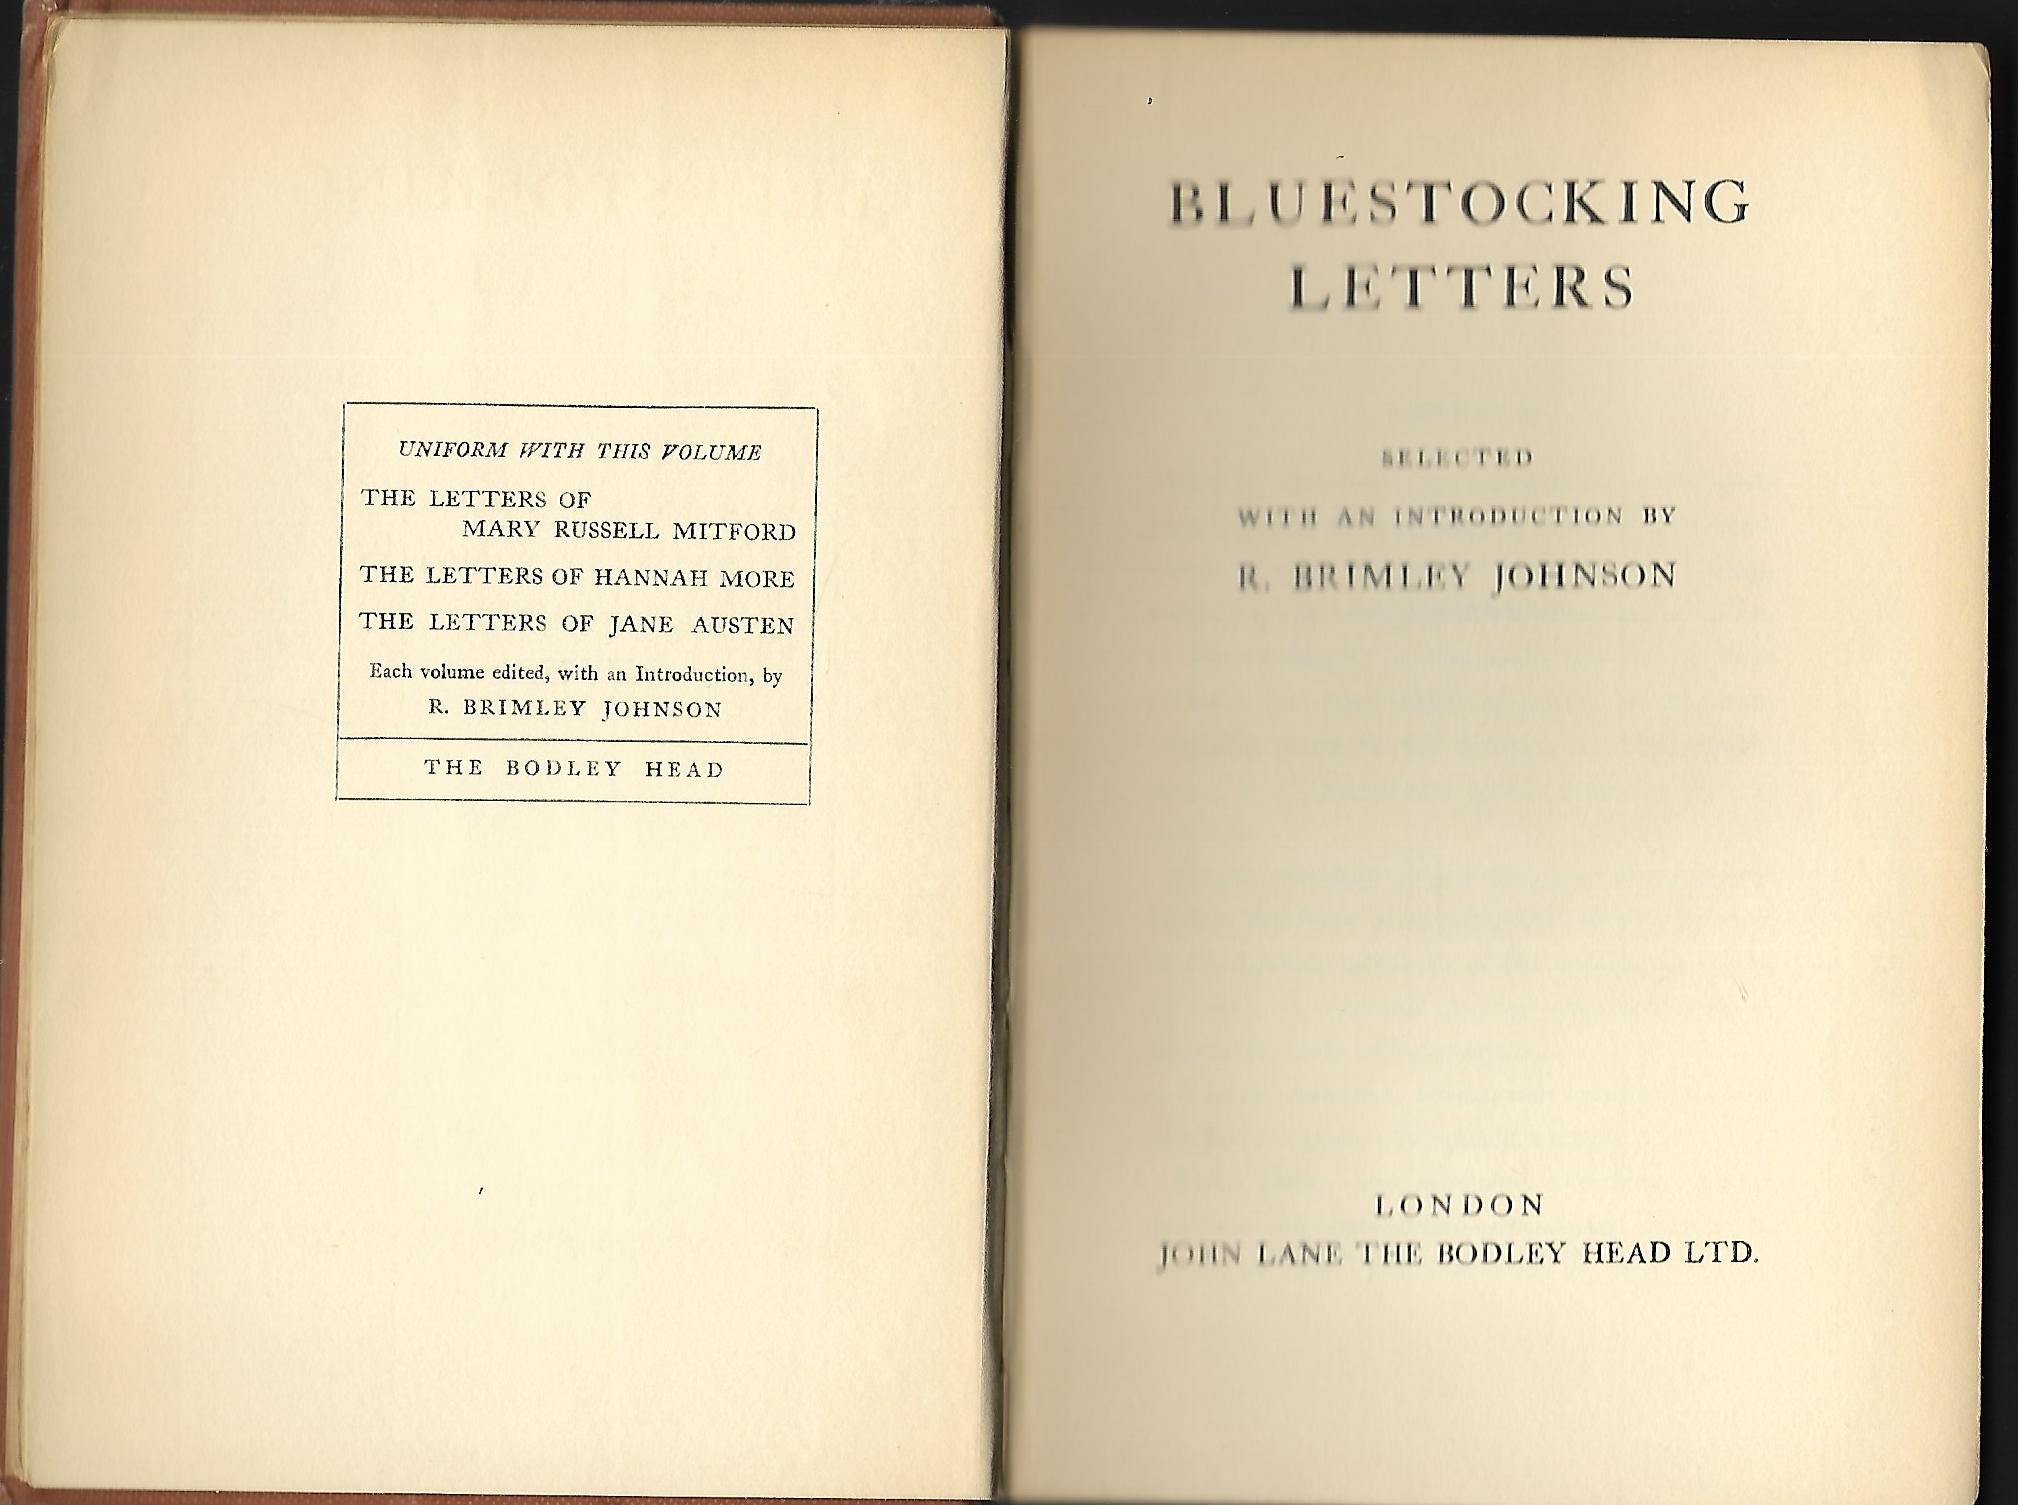 UNIFORM WITH THIS VOLUME
THE LETTERS OF
MARY RUSSELL MITFORD
THE LETTERS OF HANNAH MORE
THE LETTERS OF JANE AUSTEN
Each volume edited, with an Introduction, by
R. BRIMLEY JOHNSON
THE BODLEY HEAD
BLUESTOCKING
LETTERS
SELECTED
WITH AN INTRODUCTION BY
R. BRIMLEY JOHNSON
LONDON
JOHN LANE THE BODLEY HEAD LTD.